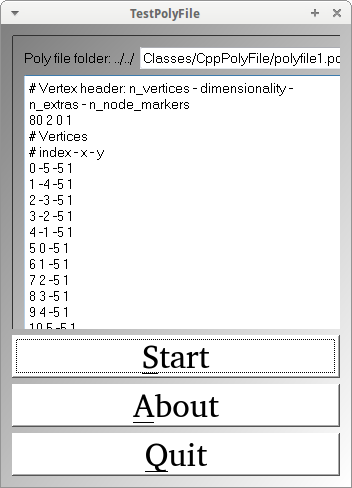 TestPolyFile
Poly file folder: ../../ Classes/CppPolyFile/polyfile1.po
# Vertex header: n_vertices - dimensionality -
n_extras - n_node_markers
80 2 0 1
# Vertices
# index - x - y
0 -5 -5 1
1 -4 -5 1
2 -3 -5 1
3 -2 -5 1
4 -1 -5 1
5 0 -5 1
6 1 -5 1
7 2 -5 1
8 3 -5 1
9 4 -5 1
10 5 -5 1
Start
About
Quit